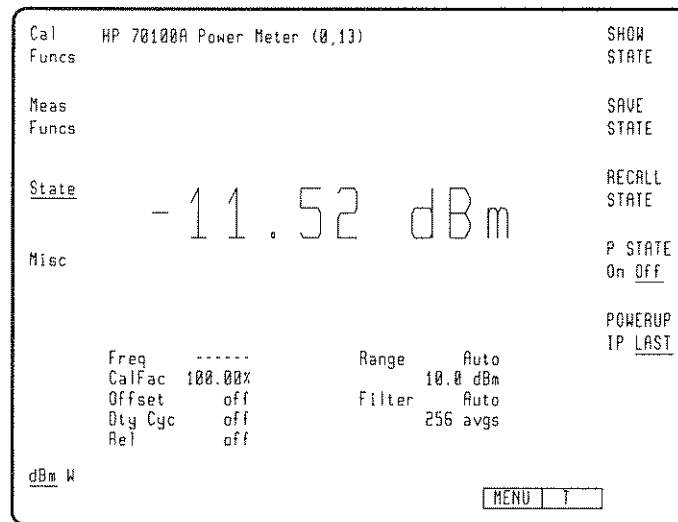 Cal Funcs
HP 70100A Power Meter (0,13)
SHOW STATE
Meas Funcs
SAVE STATE
State
-11.52 dBm
RECALL STATE
Misc
P STATE
On Off
POWERUP
IP LAST
Freq ------
CalFac 100.00%
Offset off
Dty Cyc off
Rel off
Range Auto
10.0 dBm
Filter Auto
256 avgs
dBm W
MENU T